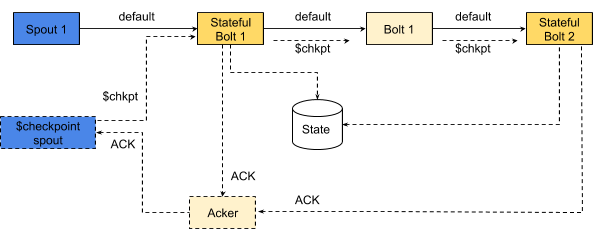 default
default
default
Spout 1
Stateful
Bolt 1
Bolt 1
Stateful
Bolt 2
$chkpt
$chkpt
$chkpt
$checkpoint
spout
State
ACK
ACK
ACK
Acker